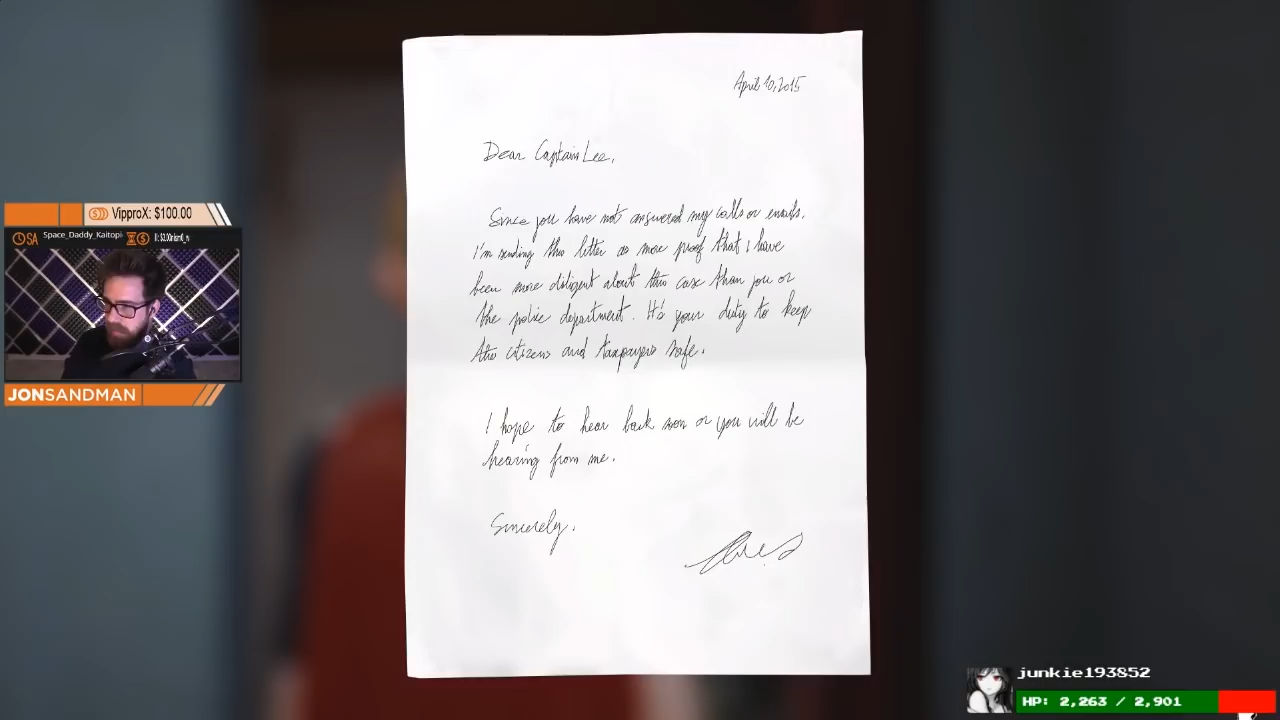 April 10, 2015
Dear Captain Lee,
Since you have not answered my calls or emails,
I'm sending this letter as more proof that I have
been more diligent about this case than you or
the police department. It's your duty to keep
the citizens and taxpayers safe.
I hope to hear back soon or you will be
hearing from me.
Sincerely,
VipproX: $100.00
SA
Space_Daddy_Kaitopi
JONSANDMAN
junkie193852
HP: 2,263 / 2,901